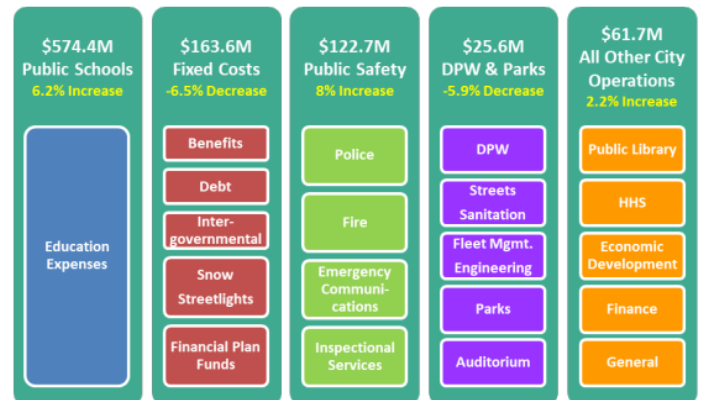 $574.4M
Public Schools
6.2% Increase
Education
Expenses
$163.6M
Fixed Costs
-6.5% Decrease
Benefits
Debt
Inter-
governmental
Snow
Streetlights
Financial Plan
Funds
$122.7M
Public Safety
8% Increase
Police
Fire
Emergency
Communi-
cations
Inspectional
Services
$25.6M
DPW & Parks
-5.9% Decrease
DPW
Streets
Sanitation
Fleet Mgmt.
Engineering
Parks
Auditorium
$61.7M
All Other City
Operations
2.2% Increase
Public Library
HHS
Economic
Development
Finance
General